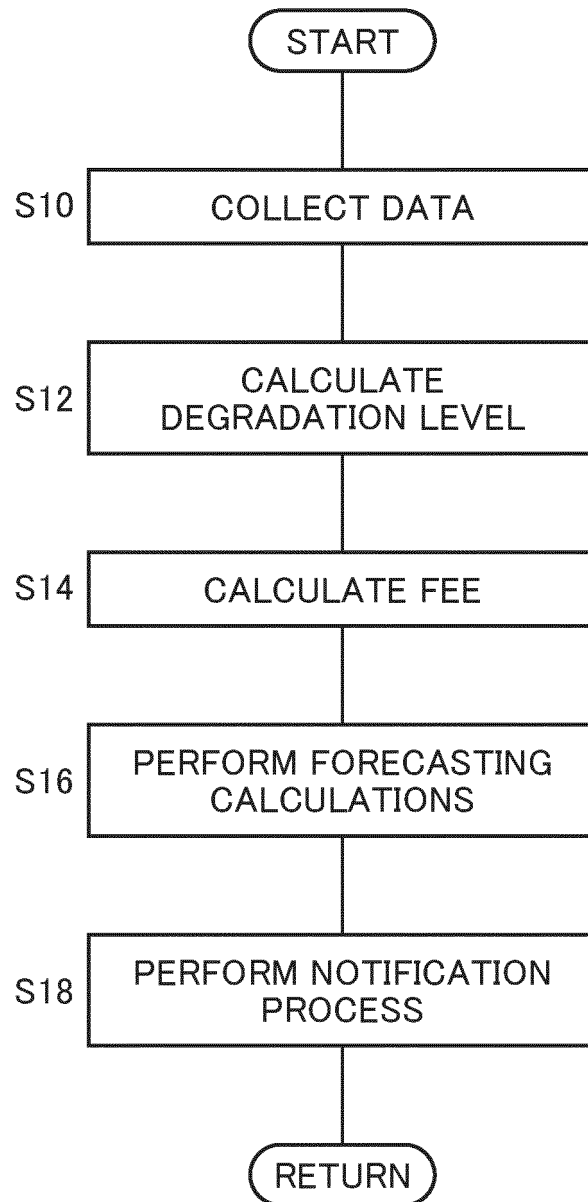 START
S10 COLLECT DATA
S12 CALCULATE
DEGRADATION LEVEL
S14 CALCULATE FEE
S16 PERFORM FORECASTING
CALCULATIONS
S18 PERFORM NOTIFICATION
PROCESS
RETURN